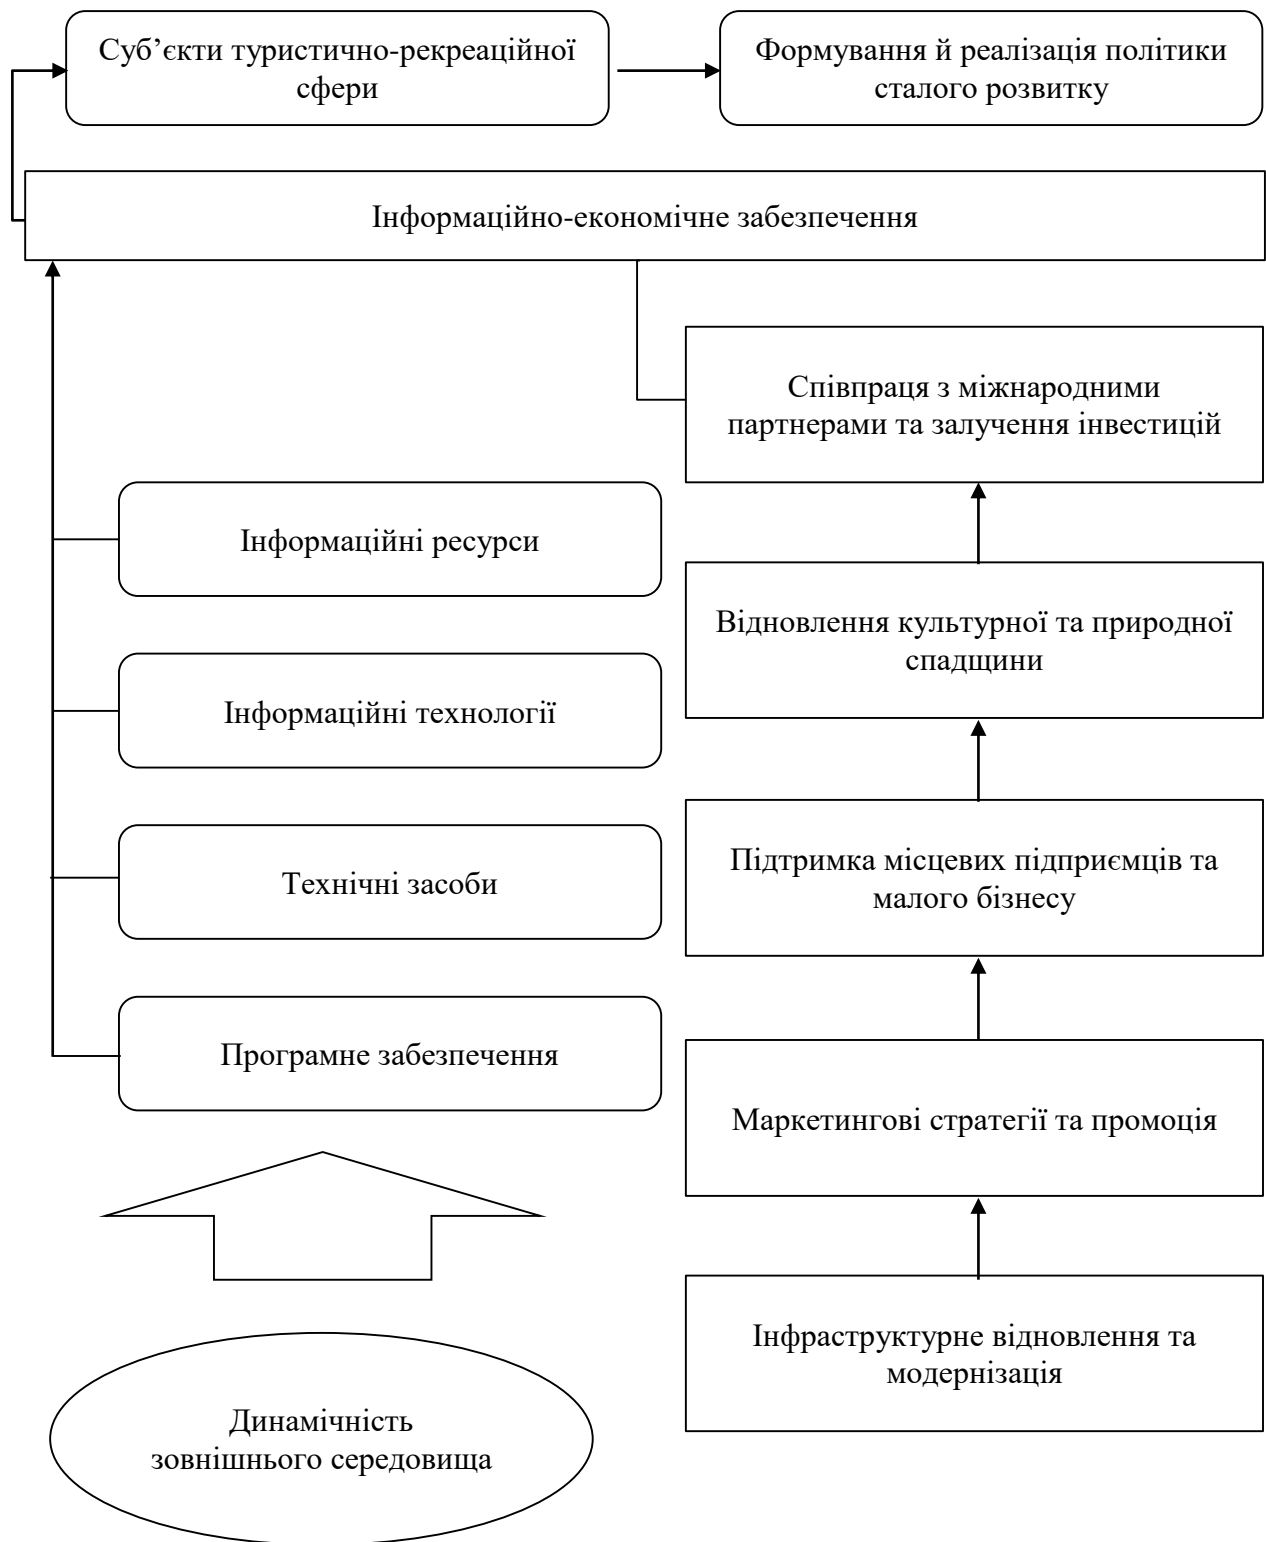 Суб’єкти туристично-рекреаційної
сфери
Формування й реалізація політики
сталого розвитку
Інформаційно-економічне забезпечення
Співпраця з міжнародними
партнерами та залучення інвестицій
Інформаційні ресурси
Відновлення культурної та природної
спадщини
Інформаційні технології
Підтримка місцевих підприємців та
малого бізнесу
Технічні засоби
Програмне забезпечення
Маркетингові стратегії та промоція
Інфраструктурне відновлення та
модернізація
Динамічність
зовнішнього середовища